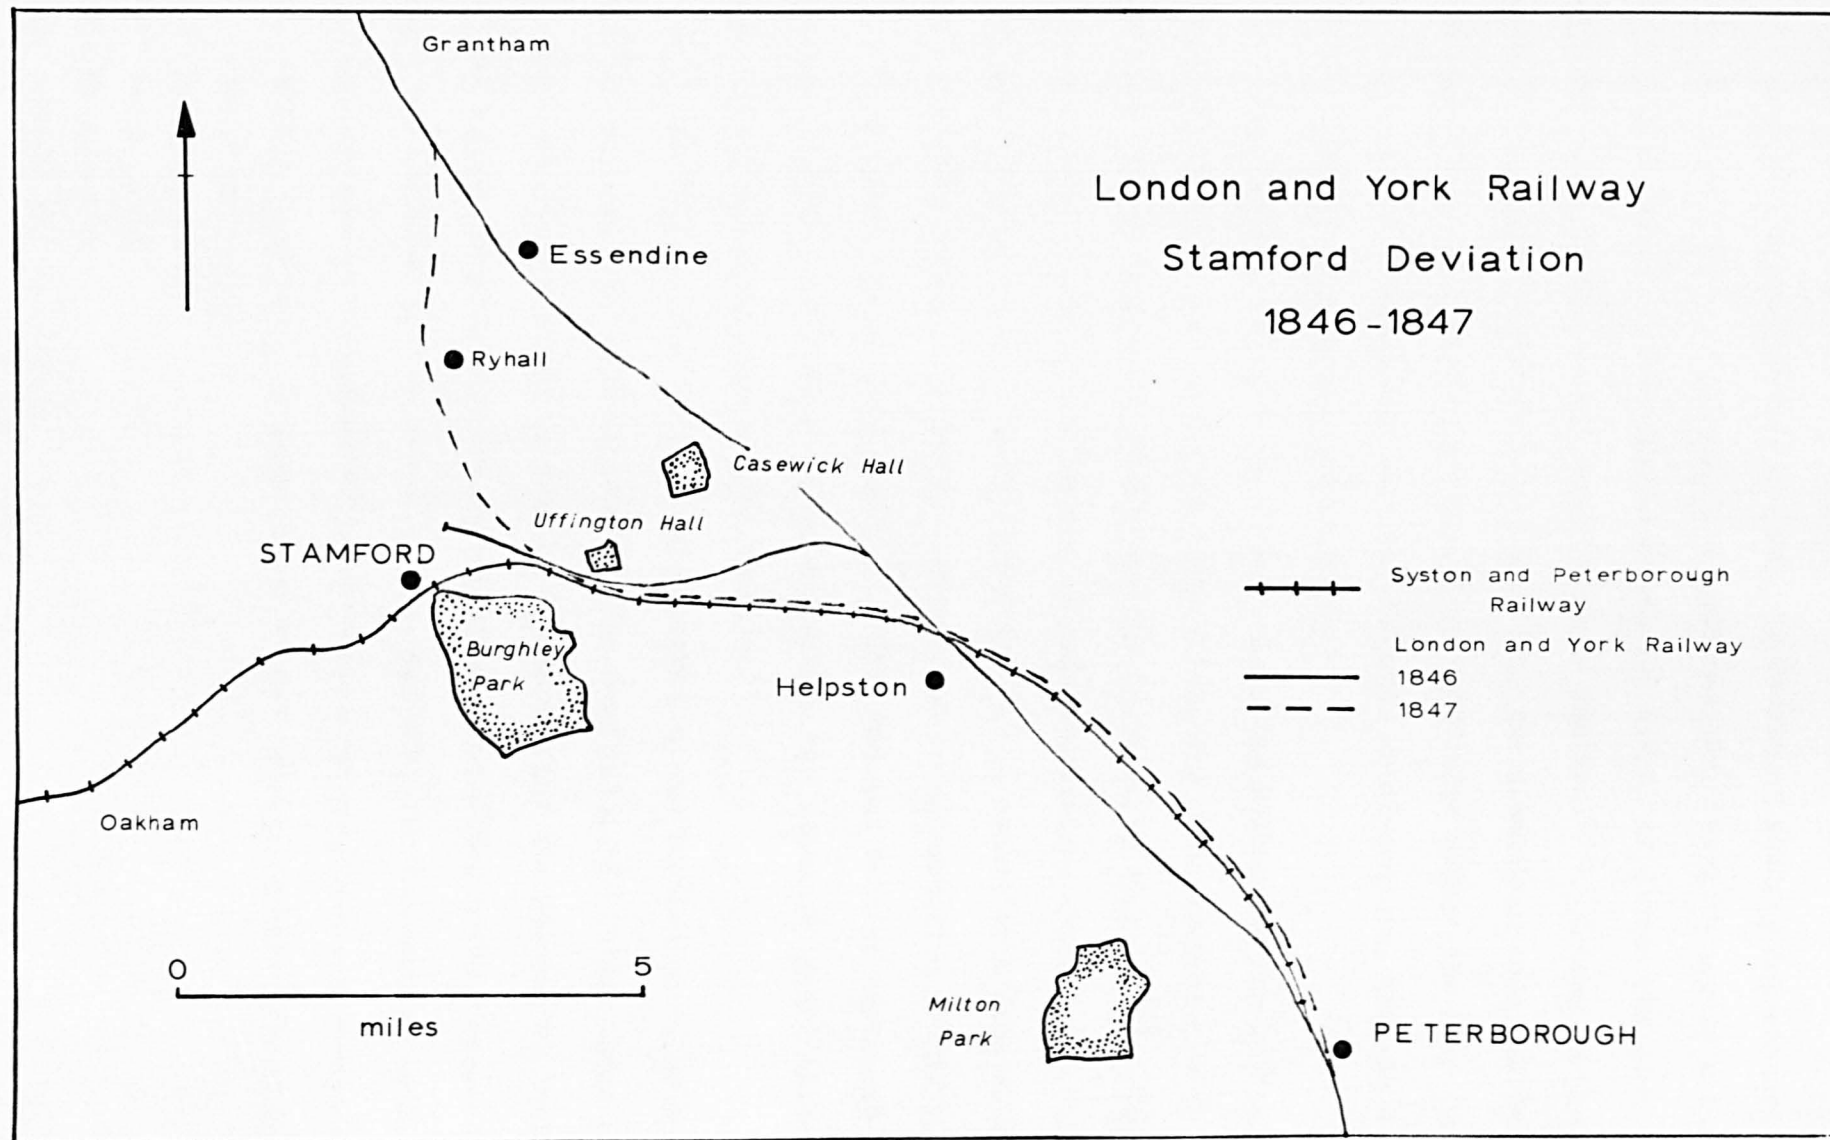 Grantham
London and York Railway
Stamford Deviation
1846-1847
Essendine
Ryhall
Casewick Hall
Uffington Hall
STAMFORD
Syston and Peterborough
Railway
London and York Railway
1846
1847
Burghley
Park
Helpston
Oakham
0 5
miles
Milton
Park
PETERBOROUGH